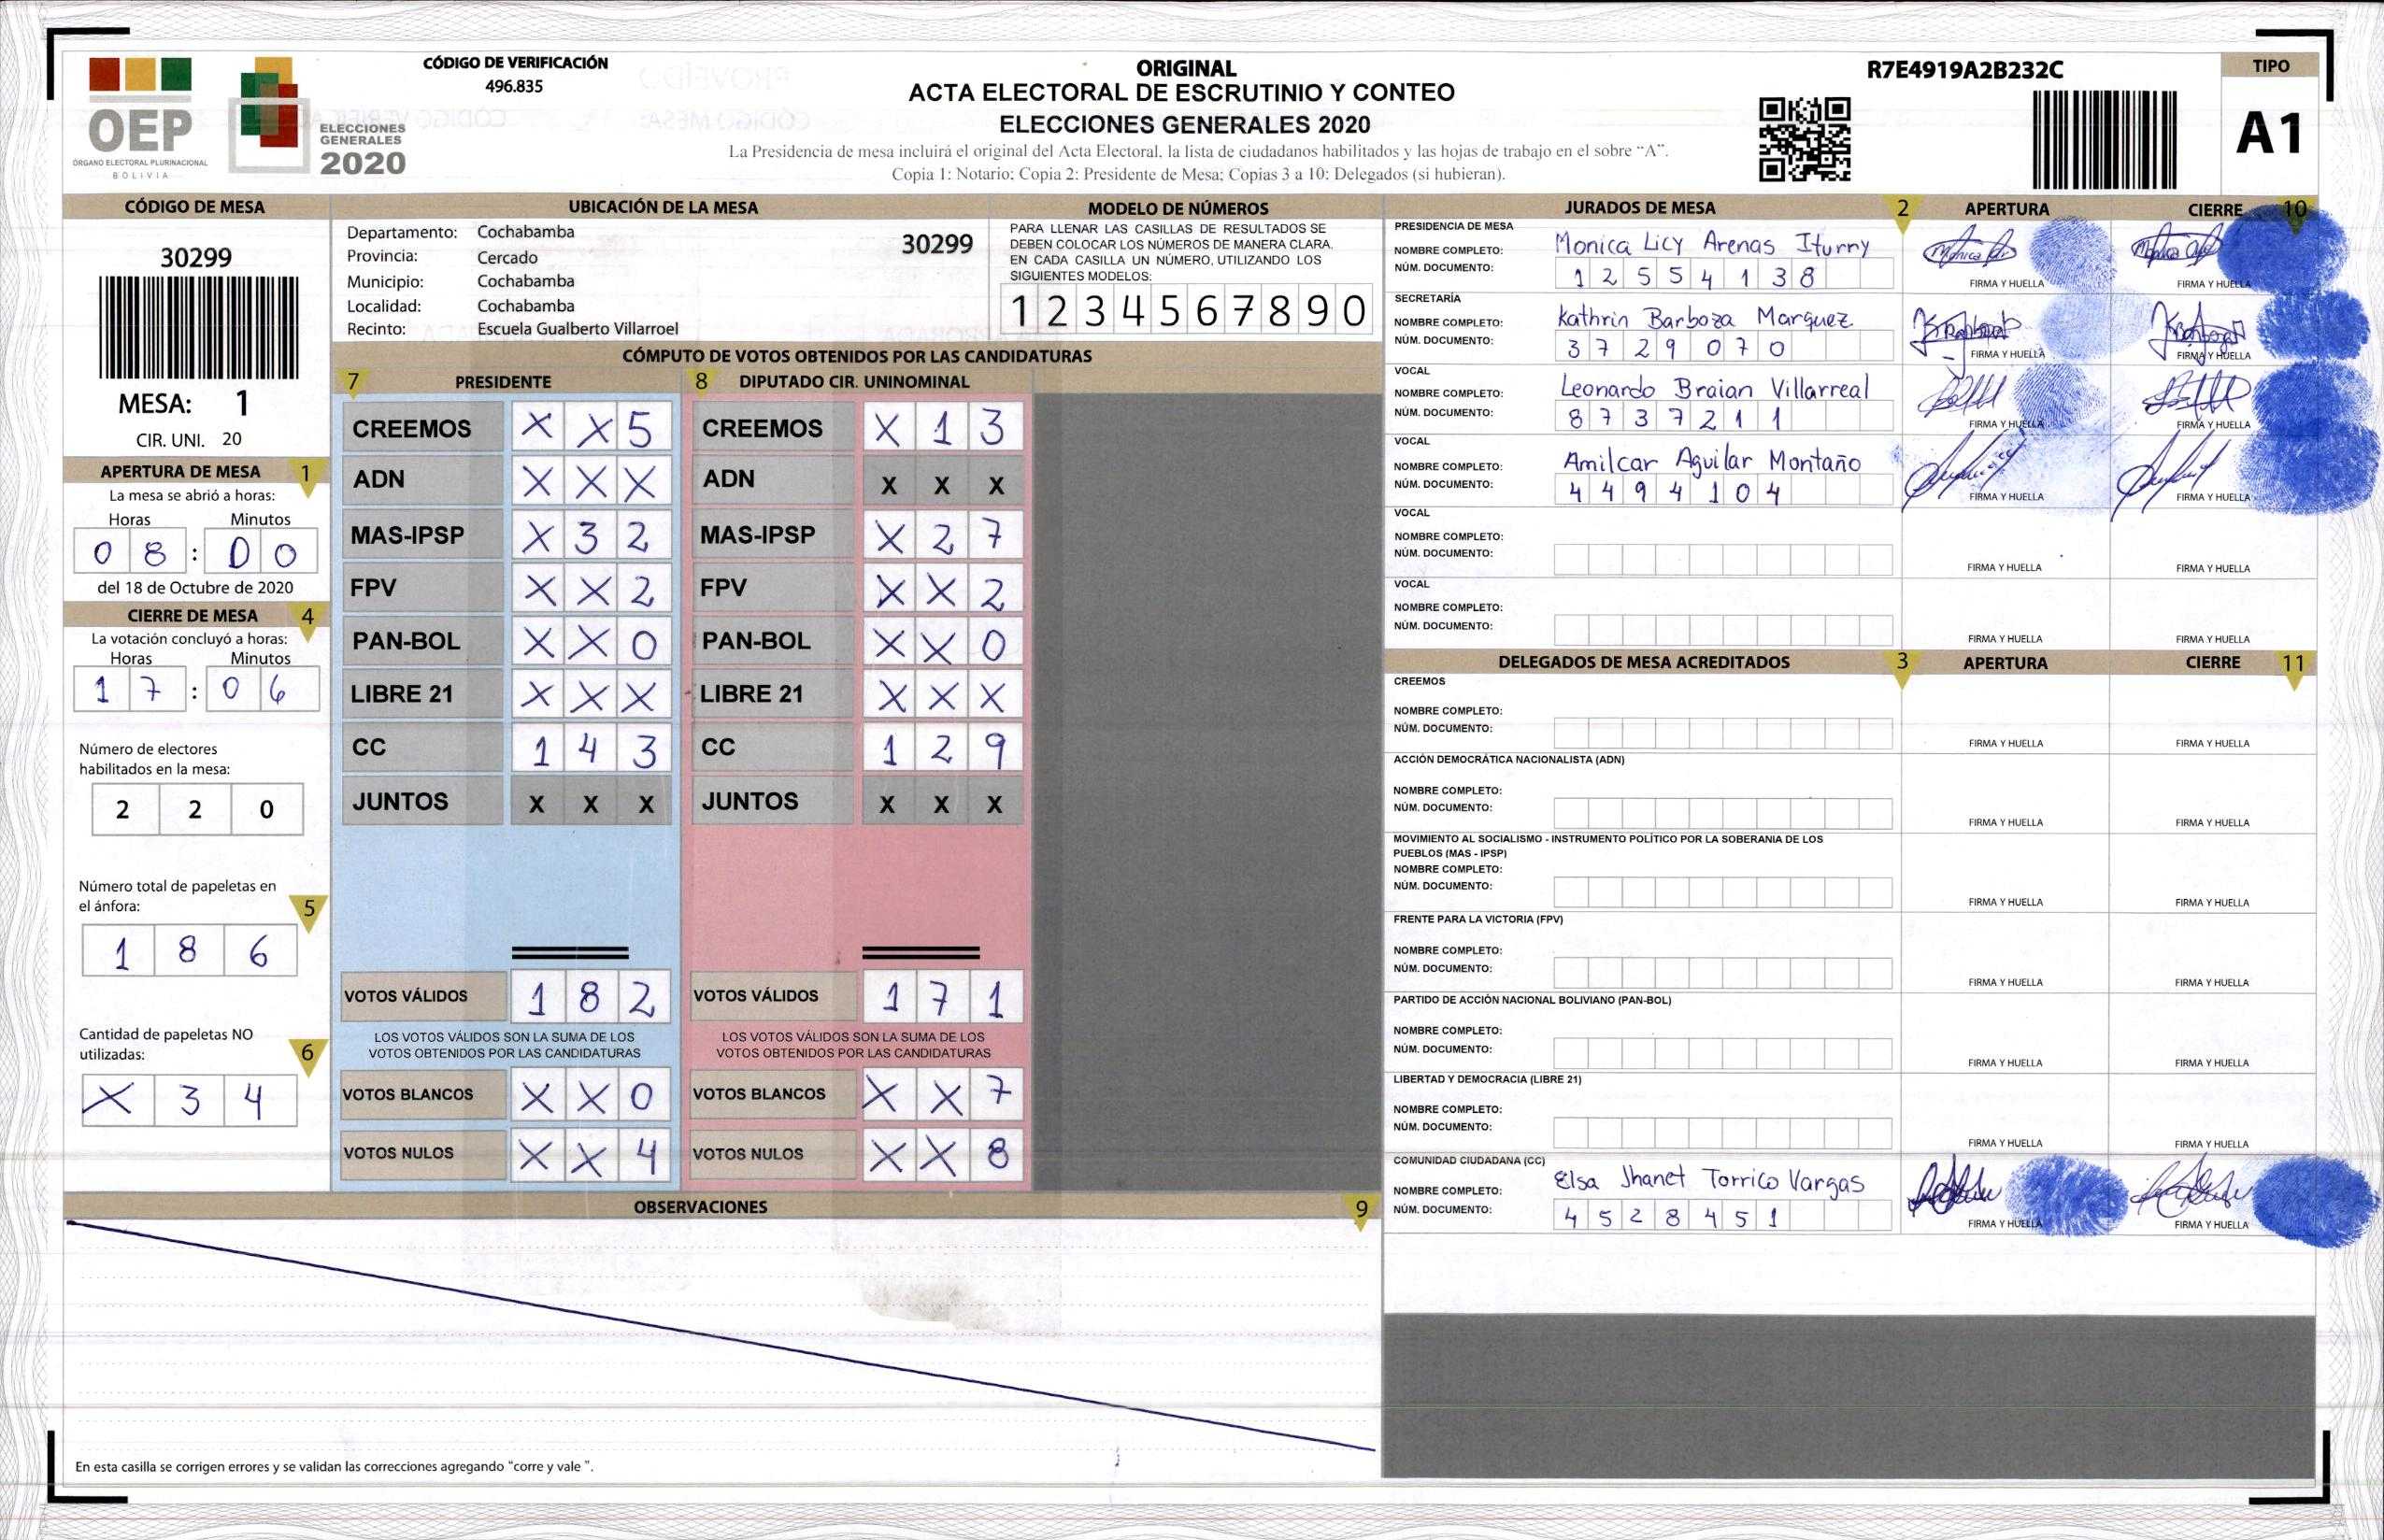 CÓDIGO DE VERIFICACIÓN
496.835
OEP
ÓRGANO ELECTORAL PLURINACIONAL
BOLIVIA
ELECCIONES
GENERALES
2020
ORIGINAL
ACTA ELECTORAL DE ESCRUTINIO Y CONTEO
ELECCIONES GENERALES 2020
La Presidencia de mesa incluirá el original del Acta Electoral, la lista de ciudadanos habilitados y las hojas de trabajo en el sobre “A”.
Copia 1: Notario; Copia 2: Presidente de Mesa; Copias 3 a 10: Delegados (si hubieran).
R7E4919A2B232C
TIPO
A1
CÓDIGO DE MESA
30299
MESA: 1
CIR. UNI. 20
APERTURA DE MESA 1
La mesa se abrió a horas:
Horas Minutos
0 8 : 0 0
del 18 de Octubre de 2020
CIERRE DE MESA 4
La votación concluyó a horas:
Horas Minutos
1 7 : 0 6
Número de electores
habilitados en la mesa:
2 2 0
Número total de papeletas en
el ánfora:
5
1 8 6
Cantidad de papeletas NO
utilizadas:
6
X 3 4
UBICACIÓN DE LA MESA
Departamento: Cochabamba
30299
Provincia: Cercado
Municipio: Cochabamba
Localidad: Cochabamba
Recinto: Escuela Gualberto Villarroel
MODELO DE NÚMEROS
PARA LLENAR LAS CASILLAS DE RESULTADOS SE
DEBEN COLOCAR LOS NÚMEROS DE MANERA CLARA.
EN CADA CASILLA UN NÚMERO, UTILIZANDO LOS
SIGUIENTES MODELOS:
1 2 3 4 5 6 7 8 9 0
CÓMPUTO DE VOTOS OBTENIDOS POR LAS CANDIDATURAS
7 PRESIDENTE 8 DIPUTADO CIR. UNINOMINAL
CREEMOS X X 5 CREEMOS X 1 3
ADN X X X ADN X X X
MAS-IPSP X 3 2 MAS-IPSP X 2 7
FPV X X 2 FPV X X 2
PAN-BOL X X 0 PAN-BOL X X 0
LIBRE 21 X X X LIBRE 21 X X X
CC 1 4 3 CC 1 2 9
JUNTOS X X X JUNTOS X X X
VOTOS VÁLIDOS 1 8 2 VOTOS VÁLIDOS 1 7 1
LOS VOTOS VÁLIDOS SON LA SUMA DE LOS LOS VOTOS VÁLIDOS SON LA SUMA DE LOS
VOTOS OBTENIDOS POR LAS CANDIDATURAS VOTOS OBTENIDOS POR LAS CANDIDATURAS
VOTOS BLANCOS X X 0 VOTOS BLANCOS X X 7
VOTOS NULOS X X 4 VOTOS NULOS X X 8
OBSERVACIONES 9
En esta casilla se corrigen errores y se validan las correcciones agregando “corre y vale ”.
JURADOS DE MESA 2 APERTURA CIERRE 10
PRESIDENCIA DE MESA
NOMBRE COMPLETO: Monica Licy Arenas Iturry
NÚM. DOCUMENTO: 1 2 5 5 4 1 3 8
FIRMA Y HUELLA FIRMA Y HUELLA
SECRETARÍA
NOMBRE COMPLETO: Kathrin Barboza Marquez
NÚM. DOCUMENTO: 3 7 2 9 0 7 0
FIRMA Y HUELLA FIRMA Y HUELLA
VOCAL
NOMBRE COMPLETO: Leonardo Braian Villarreal
NÚM. DOCUMENTO: 8 7 3 7 2 1 1
FIRMA Y HUELLA FIRMA Y HUELLA
VOCAL
NOMBRE COMPLETO: Amilcar Aguilar Montaño
NÚM. DOCUMENTO: 4 4 9 4 1 0 4
FIRMA Y HUELLA FIRMA Y HUELLA
VOCAL
NOMBRE COMPLETO:
NÚM. DOCUMENTO:
FIRMA Y HUELLA FIRMA Y HUELLA
VOCAL
NOMBRE COMPLETO:
NÚM. DOCUMENTO:
FIRMA Y HUELLA FIRMA Y HUELLA
DELEGADOS DE MESA ACREDITADOS 3 APERTURA CIERRE 11
CREEMOS
NOMBRE COMPLETO:
NÚM. DOCUMENTO:
FIRMA Y HUELLA FIRMA Y HUELLA
ACCIÓN DEMOCRÁTICA NACIONALISTA (ADN)
NOMBRE COMPLETO:
NÚM. DOCUMENTO:
FIRMA Y HUELLA FIRMA Y HUELLA
MOVIMIENTO AL SOCIALISMO - INSTRUMENTO POLÍTICO POR LA SOBERANIA DE LOS
PUEBLOS (MAS - IPSP)
NOMBRE COMPLETO:
NÚM. DOCUMENTO:
FIRMA Y HUELLA FIRMA Y HUELLA
FRENTE PARA LA VICTORIA (FPV)
NOMBRE COMPLETO:
NÚM. DOCUMENTO:
FIRMA Y HUELLA FIRMA Y HUELLA
PARTIDO DE ACCIÓN NACIONAL BOLIVIANO (PAN-BOL)
NOMBRE COMPLETO:
NÚM. DOCUMENTO:
FIRMA Y HUELLA FIRMA Y HUELLA
LIBERTAD Y DEMOCRACIA (LIBRE 21)
NOMBRE COMPLETO:
NÚM. DOCUMENTO:
FIRMA Y HUELLA FIRMA Y HUELLA
COMUNIDAD CIUDADANA (CC)
NOMBRE COMPLETO: Elsa Jhanet Torrico Vargas
NÚM. DOCUMENTO: 4 5 2 8 4 5 1
FIRMA Y HUELLA FIRMA Y HUELLA